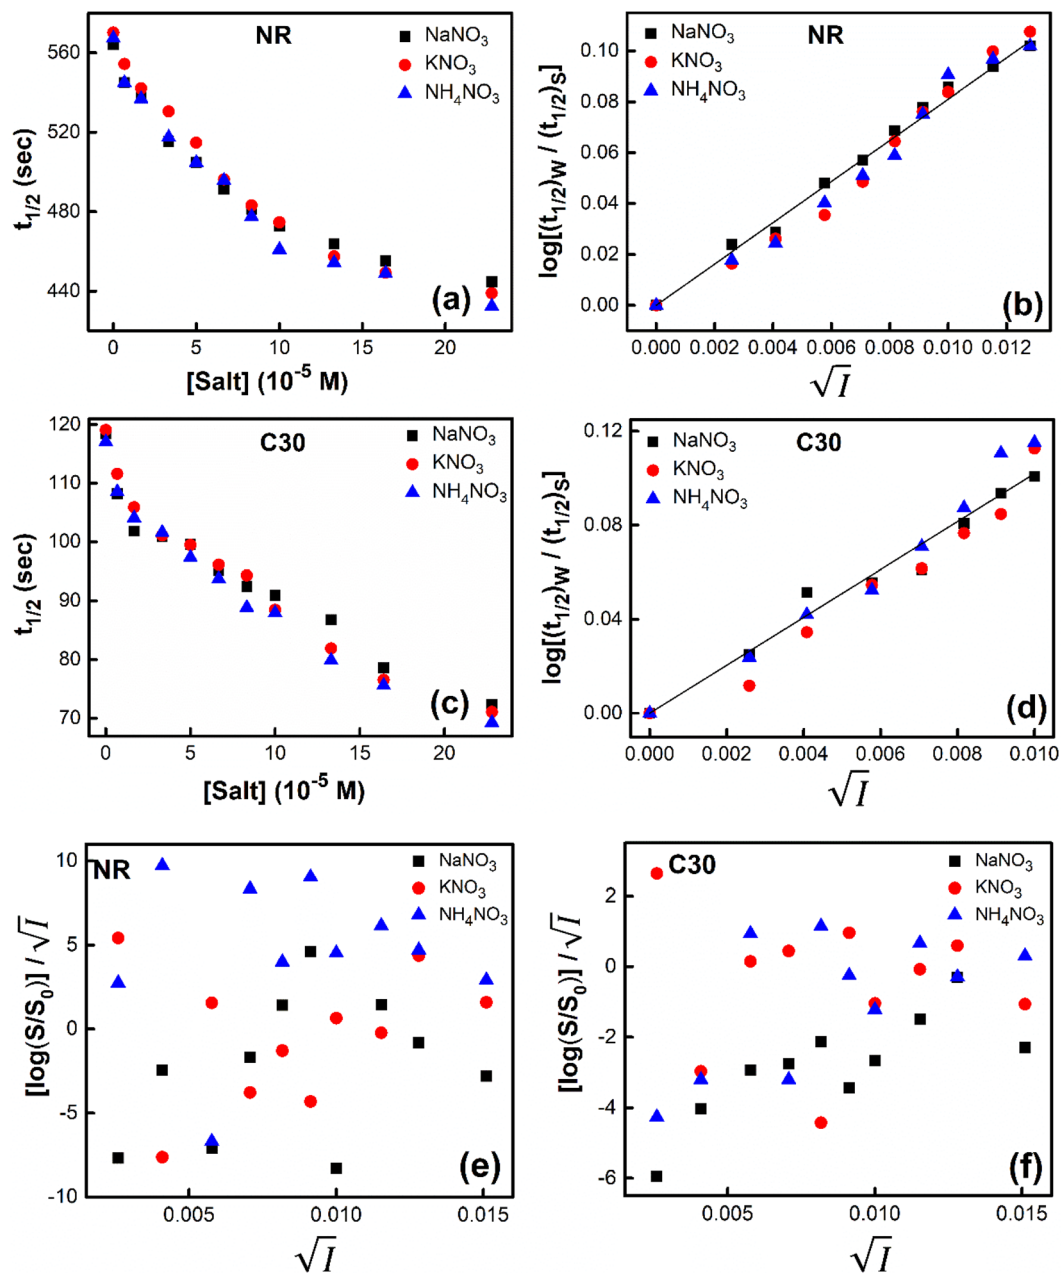 NR
NaNO3
KNO3
NH4NO3
560
520
480
440
t1/2 (sec)
(a)
0
5
10
15
20
[Salt] (10-5 M)
NR
NaNO3
KNO3
NH4NO3
0.10
0.08
0.06
0.04
0.02
0.00
log[(t1/2)W / (t1/2)S]
(b)
0.000
0.002
0.004
0.006
0.008
0.010
0.012
√I
C30
NaNO3
KNO3
NH4NO3
120
110
100
90
80
70
t1/2 (sec)
(c)
0
5
10
15
20
[Salt] (10-5 M)
C30
NaNO3
KNO3
NH4NO3
0.12
0.08
0.04
0.00
log[(t1/2)W / (t1/2)S]
(d)
0.000
0.002
0.004
0.006
0.008
0.010
√I
NR
NaNO3
KNO3
NH4NO3
10
5
0
-5
-10
[log(S/S0)] / √I
(e)
0.005
0.010
0.015
√I
C30
NaNO3
KNO3
NH4NO3
2
0
-2
-4
-6
[log(S/S0)] / √I
(f)
0.005
0.010
0.015
√I